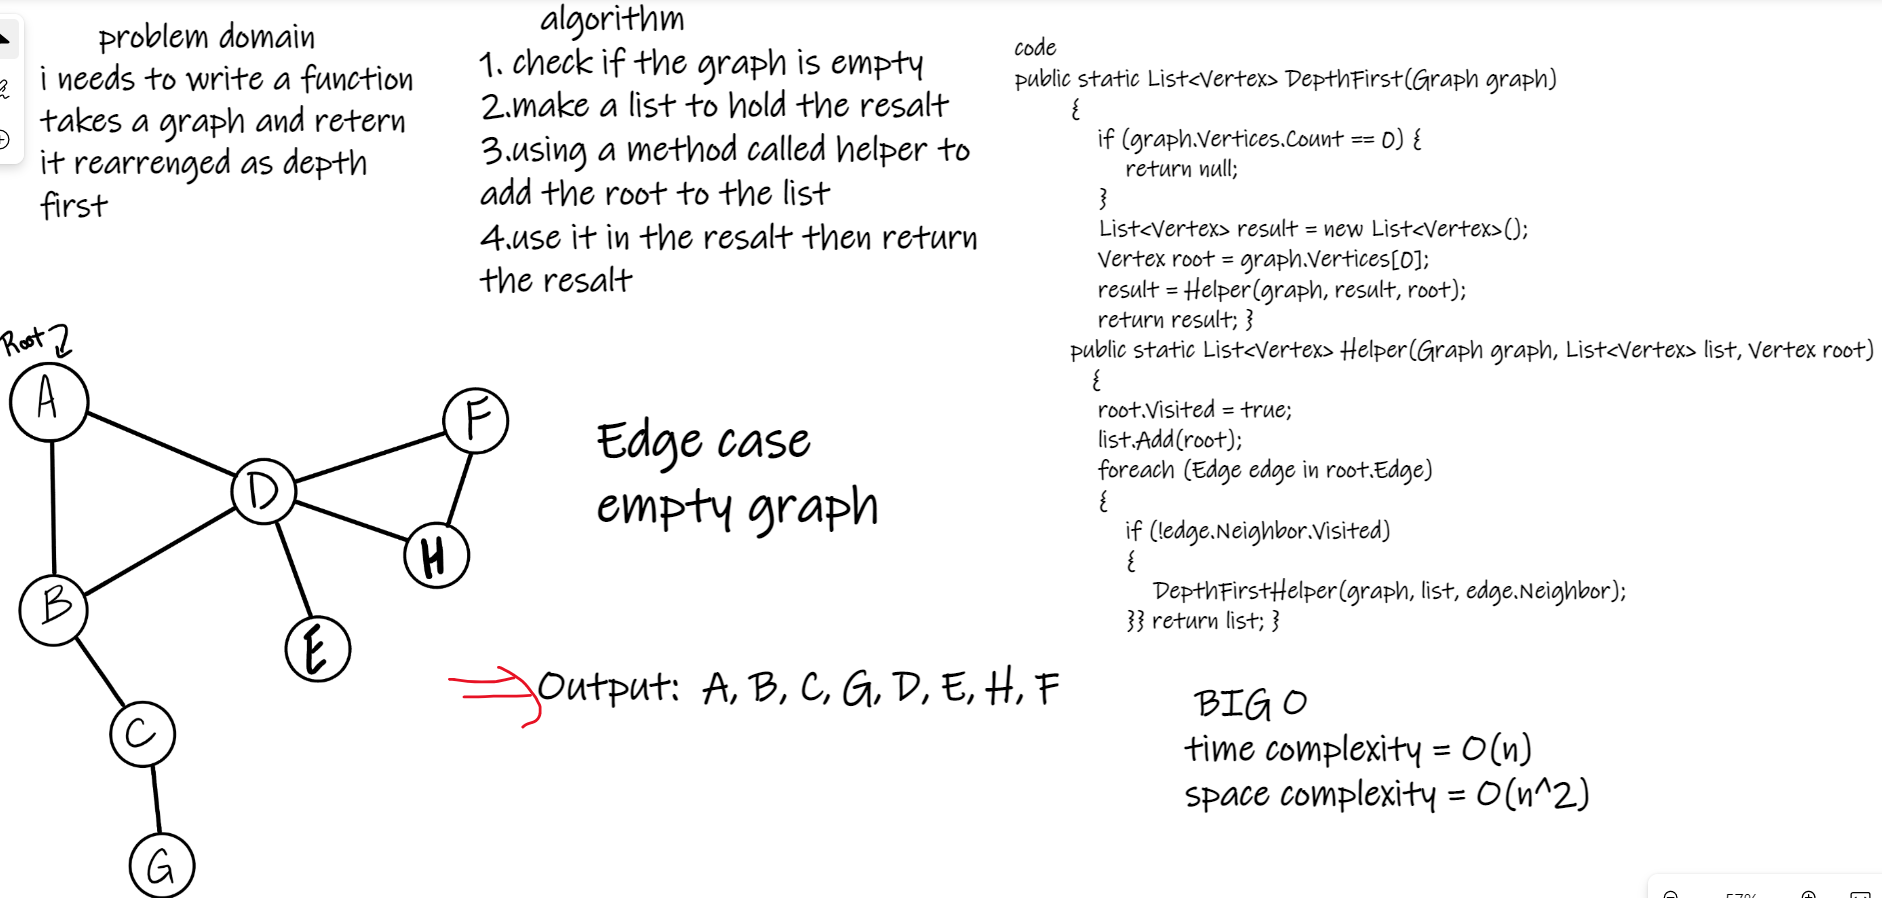 problem domain
i needs to write a function
takes a graph and retern
it rearrenged as depth
first
algorithm
1. check if the graph is empty
2.make a list to hold the resalt
3.using a method called helper to
add the root to the list
4.use it in the resalt then return
the resalt
code
public static List<Vertex> DepthFirst(Graph graph)
{
if (graph.Vertices.Count == 0) {
return null;
}
List<Vertex> result = new List<Vertex>();
Vertex root = graph.Vertices[0];
result = Helper(graph, result, root);
return result; }
public static List<Vertex> Helper(Graph graph, List<Vertex> list, Vertex root)
{
root.Visited = true;
list.Add(root);
foreach (Edge edge in root.Edge)
{
if (!edge.Neighbor.Visited)
{
DepthFirstHelper(graph, list, edge.Neighbor);
}} return list; }
Root
A
F
D
H
B
E
C
G
Edge case
empty graph
Output: A, B, C, G, D, E, H, F
BIG O
time complexity = O(n)
space complexity = O(n^2)